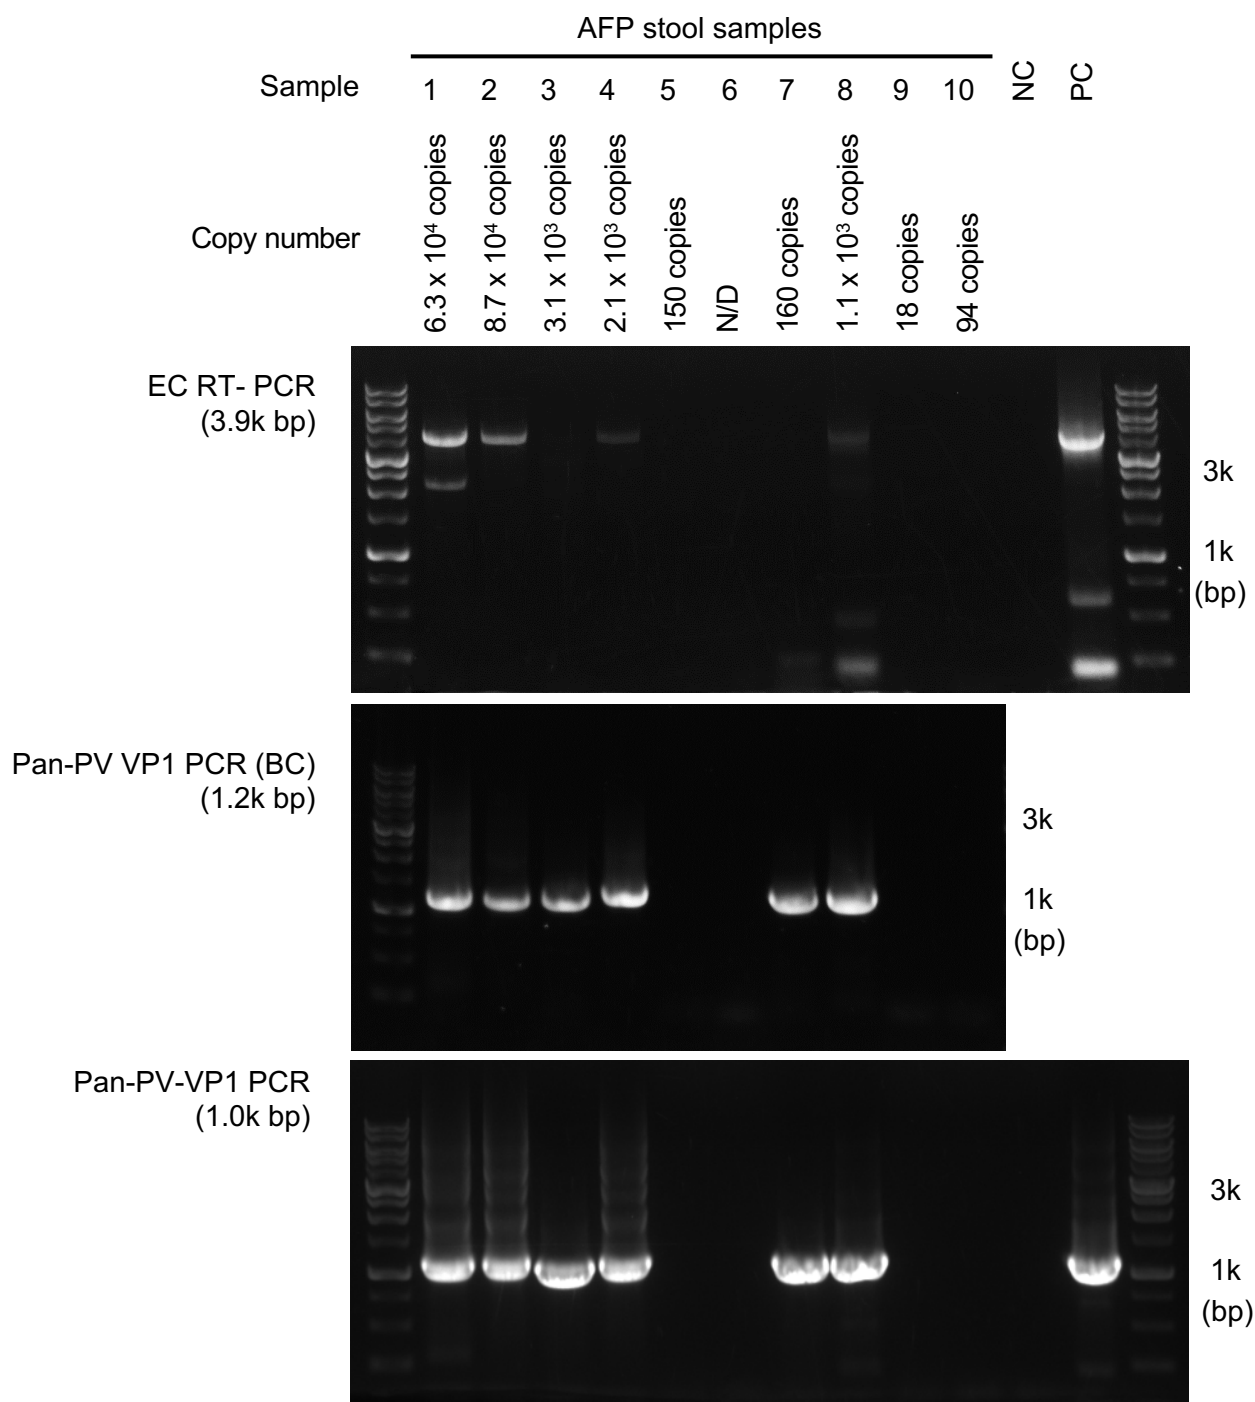 AFP stool samples
Sample 1 2 3 4 5 6 7 8 9 10 NC PC
Copy number 6.3 x 10⁴ copies 8.7 x 10⁴ copies 3.1 x 10³ copies 2.1 x 10³ copies 150 copies N/D 160 copies 1.1 x 10³ copies 18 copies 94 copies
EC RT- PCR
(3.9k bp)
3k
1k
(bp)
Pan-PV VP1 PCR (BC)
(1.2k bp)
3k
1k
(bp)
Pan-PV-VP1 PCR
(1.0k bp)
3k
1k
(bp)